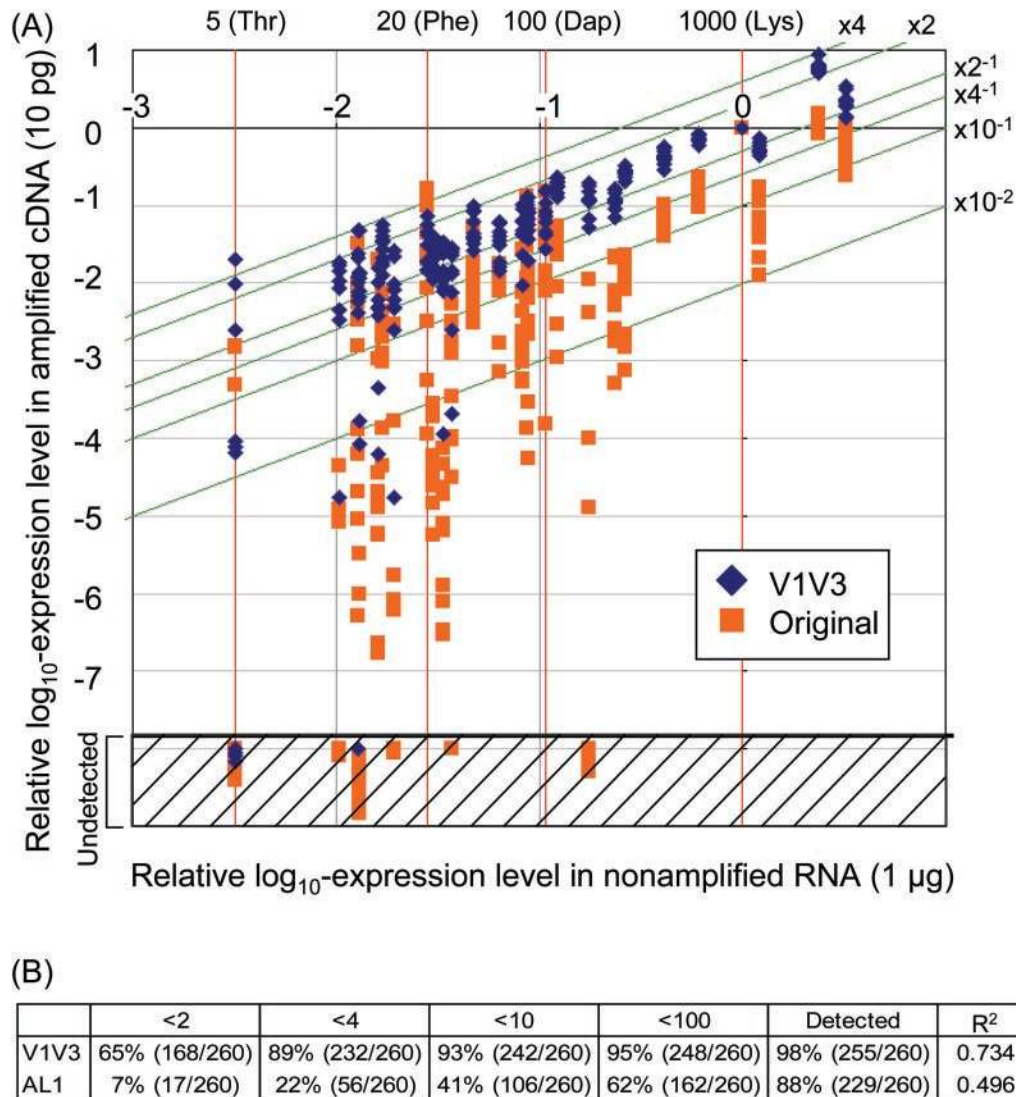 (A)
5 (Thr) 20 (Phe) 100 (Dap) 1000 (Lys) x4 x2
x2-1
x4-1
x10-1
x10-2
1
-3 -2 -1 0
0
-1
-2
-3
-4
-5
-6
-7
Relative log10-expression level in amplified cDNA (10 pg)
Undetected
V1V3
Original
Relative log10-expression level in nonamplified RNA (1 µg)
(B)
<2 <4 <10 <100 Detected R2
V1V3 65% (168/260) 89% (232/260) 93% (242/260) 95% (248/260) 98% (255/260) 0.734
AL1 7% (17/260) 22% (56/260) 41% (106/260) 62% (162/260) 88% (229/260) 0.496